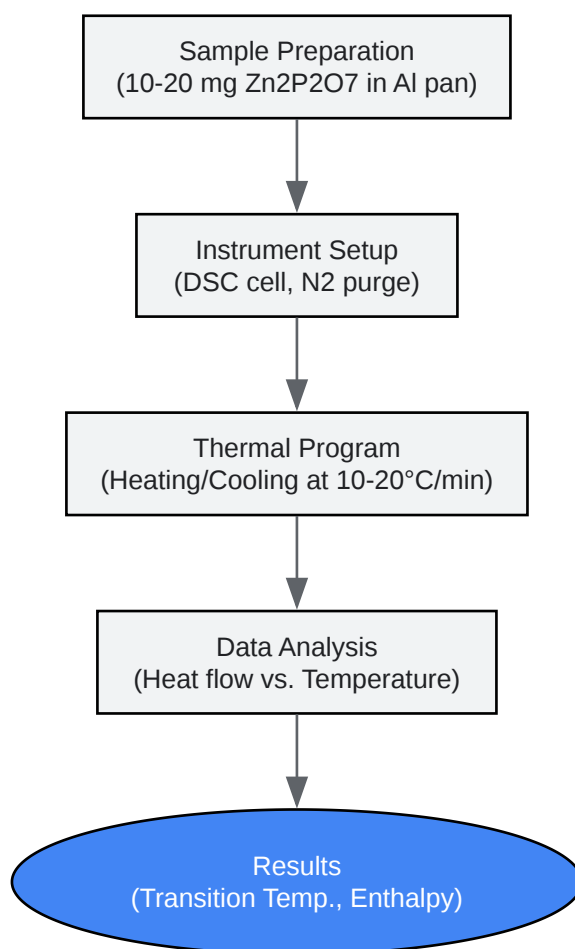 Sample Preparation
(10-20 mg Zn2P2O7 in Al pan)
Instrument Setup
(DSC cell, N2 purge)
Thermal Program
(Heating/Cooling at 10-20°C/min)
Data Analysis
(Heat flow vs. Temperature)
Results
(Transition Temp., Enthalpy)